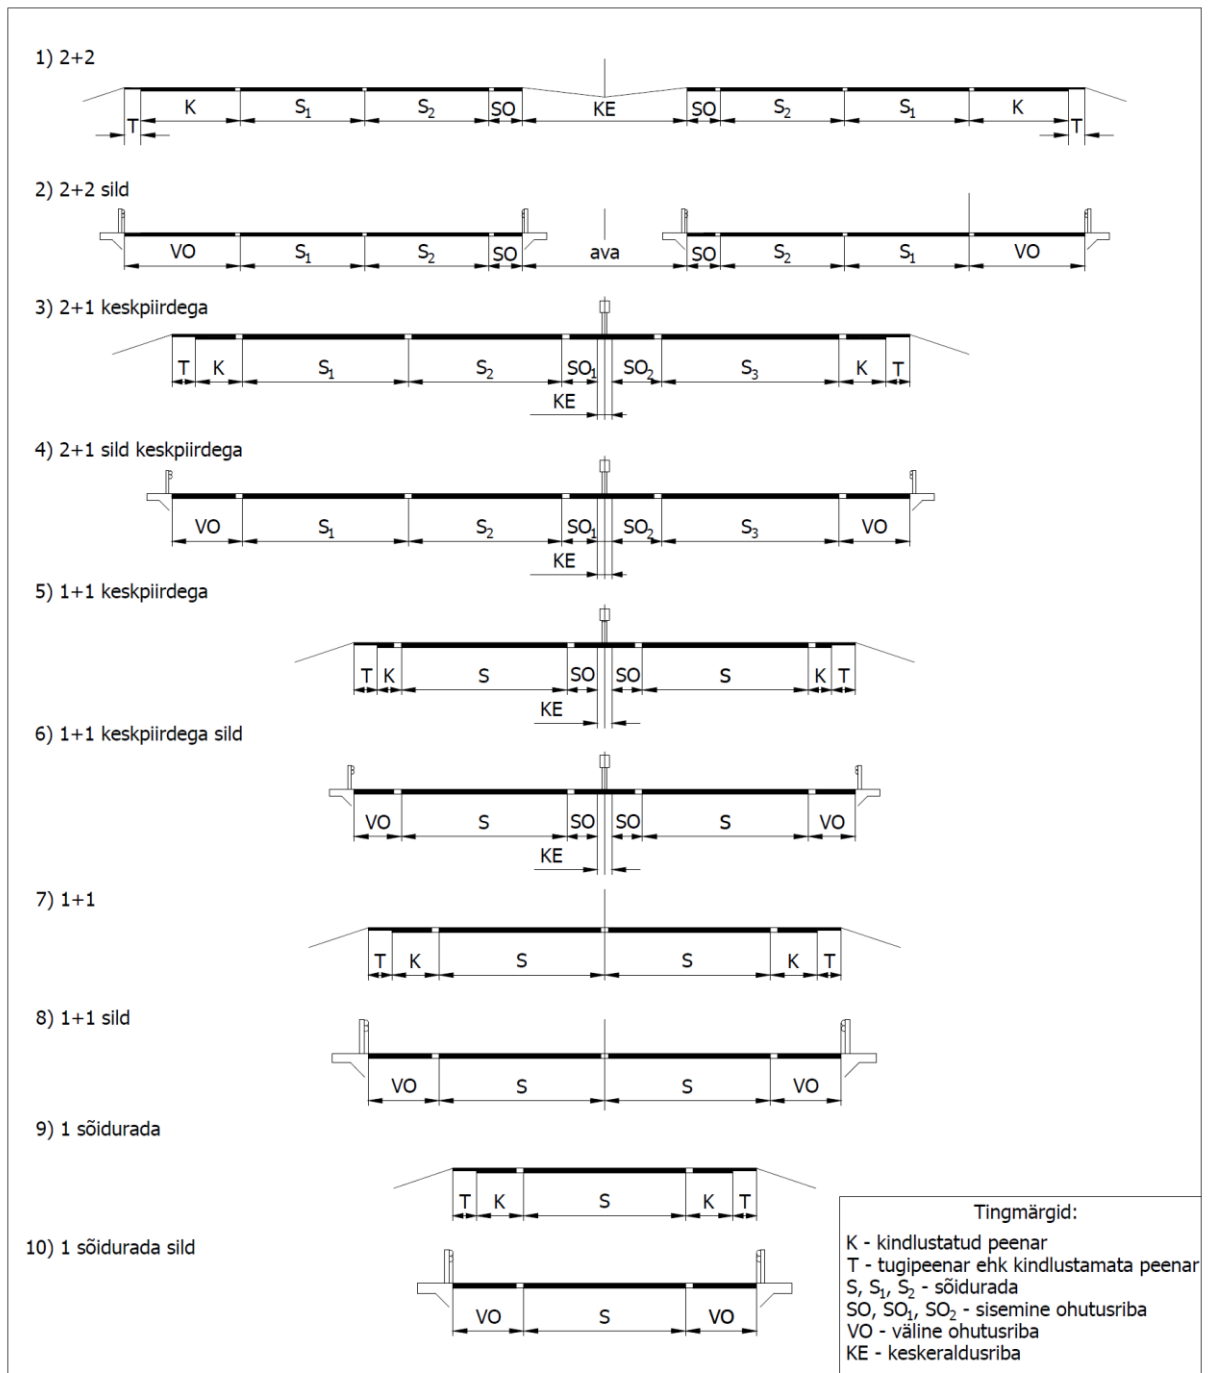 1) 2+2
K S₁ S₂ SO KE SO S₂ S₁ K
T T
2) 2+2 sild
VO S₁ S₂ SO ava SO S₂ S₁ VO
3) 2+1 keskpiirdega
T K S₁ S₂ SO₁ SO₂ S₃ K T
KE
4) 2+1 sild keskpiirdega
VO S₁ S₂ SO₁ SO₂ S₃ VO
KE
5) 1+1 keskpiirdega
T K S SO SO S K T
KE
6) 1+1 keskpiirdega sild
VO S SO SO S VO
KE
7) 1+1
T K S S K T
8) 1+1 sild
VO S S VO
9) 1 sõidurada
T K S K T
10) 1 sõidurada sild
VO S VO
Tingmärgid:
K - kindlustatud peenar
T - tugipeenar ehk kindlustamata peenar
S, S₁, S₂ - sõidurada
SO, SO₁, SO₂ - sisemine ohutusriba
VO - väline ohutusriba
KE - keskeraldusriba